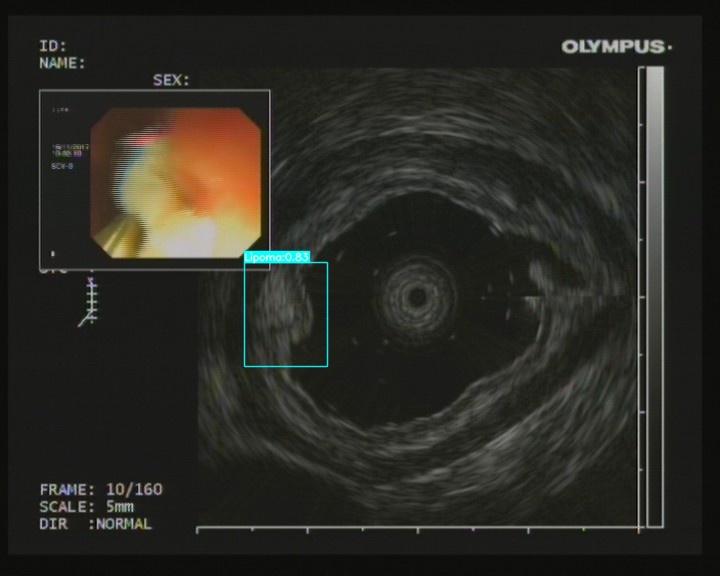 ID:
OLYMPUS
NAME:
SEX:
Lipoma:0.83
FRAME: 10/160
SCALE: 5mm
DIR :NORMAL